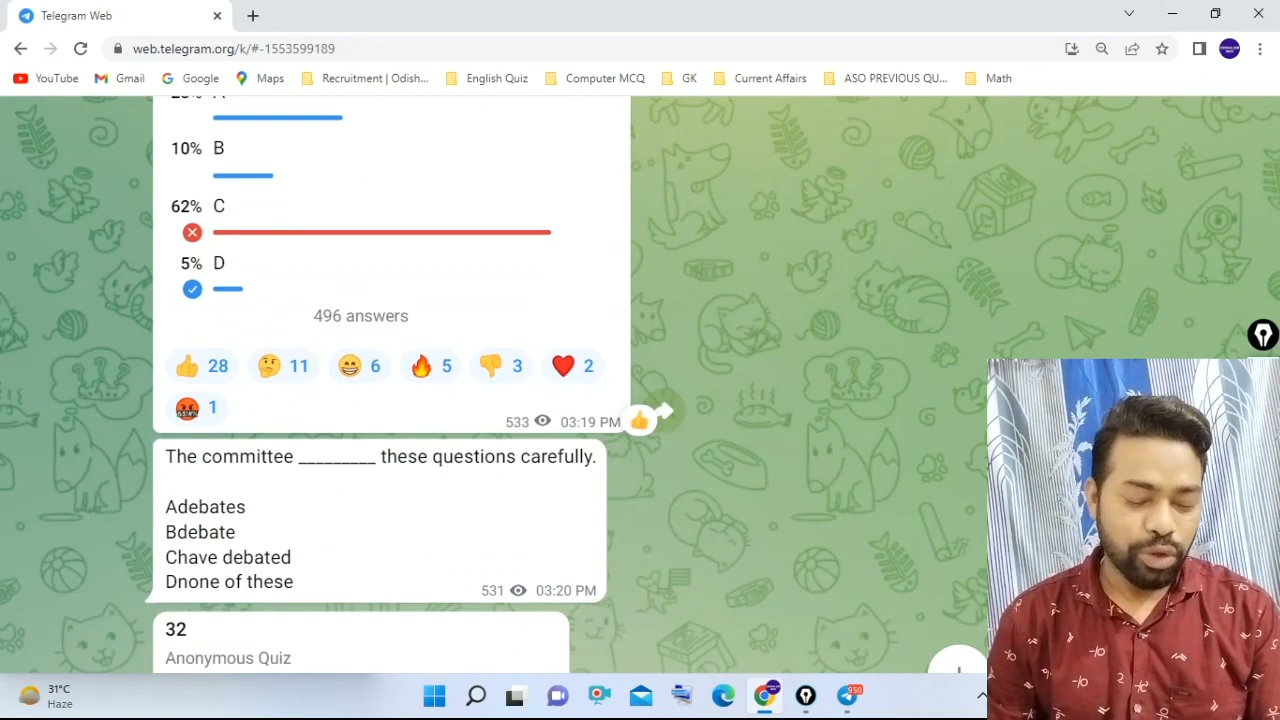 Telegram Web
web.telegram.org/k/#-1553599189
YouTube Gmail Google Maps Recruitment | Odish... English Quiz Computer MCQ GK Current Affairs ASO PREVIOUS QU... Math
10% B
62% C
5% D
496 answers
28 11 6 5 3 2
1
533 03:19 PM
The committee _________ these questions carefully.
Adebates
Bdebate
Chave debated
Dnone of these
531 03:20 PM
32
Anonymous Quiz
31°C
Haze
950